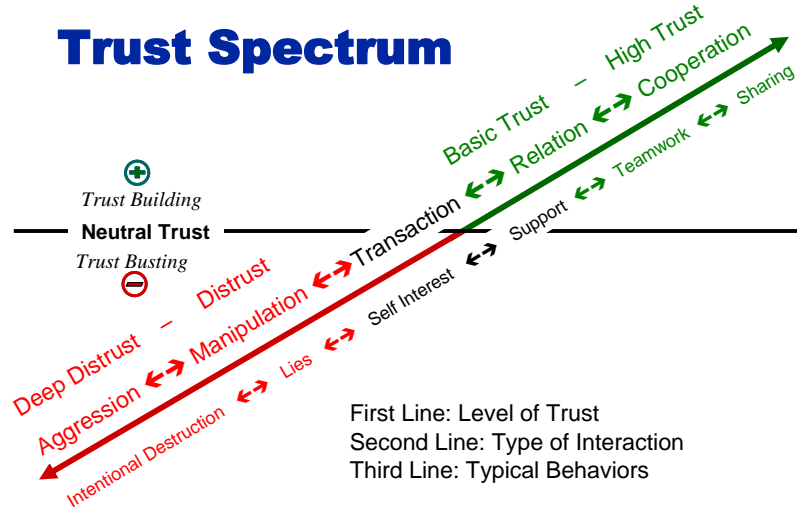 Trust Spectrum
Deep Distrust – Distrust
Basic Trust – High Trust
Aggression Manipulation Transaction Relation Cooperation
Intentional Destruction Lies Self Interest Support Teamwork Sharing
Trust Building
Neutral Trust
Trust Busting
First Line: Level of Trust
Second Line: Type of Interaction
Third Line: Typical Behaviors